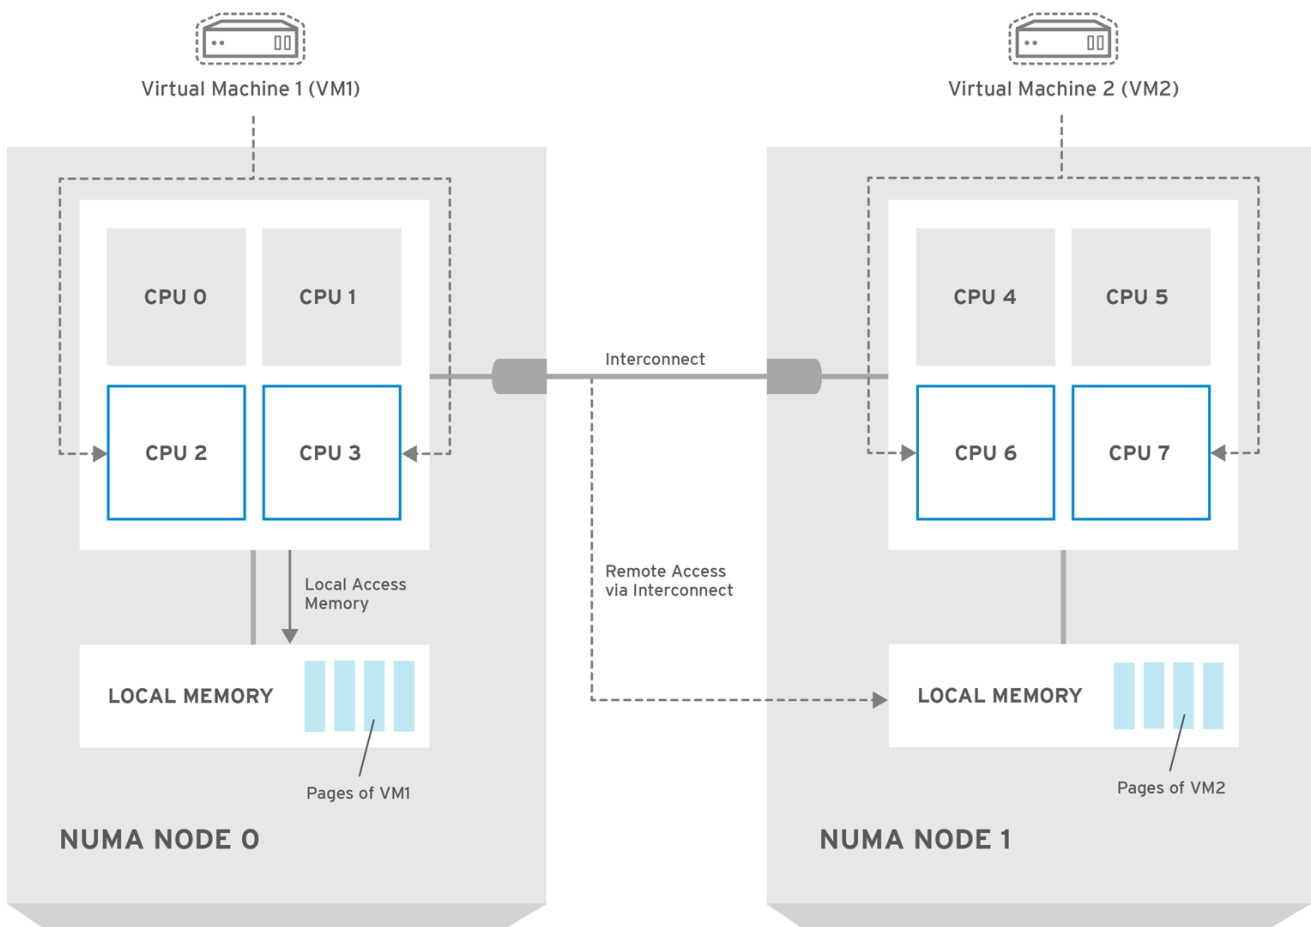 Virtual Machine 1 (VM1)
Virtual Machine 2 (VM2)
CPU 0
CPU 1
CPU 4
CPU 5
Interconnect
CPU 2
CPU 3
CPU 6
CPU 7
Local Access
Memory
Remote Access
via Interconnect
LOCAL MEMORY
LOCAL MEMORY
Pages of VM1
Pages of VM2
NUMA NODE 0
NUMA NODE 1